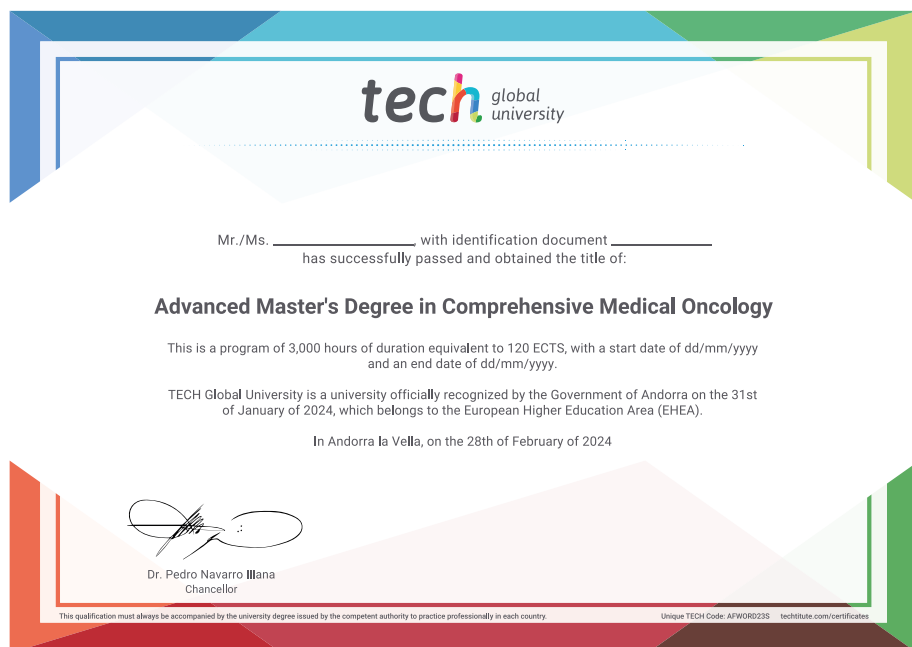 tech global
university
Mr./Ms. ____________, with identification document ____________
has successfully passed and obtained the title of:
Advanced Master's Degree in Comprehensive Medical Oncology
This is a program of 3,000 hours of duration equivalent to 120 ECTS, with a start date of dd/mm/yyyy
and an end date of dd/mm/yyyy.
TECH Global University is a university officially recognized by the Government of Andorra on the 31st
of January of 2024, which belongs to the European Higher Education Area (EHEA).
In Andorra la Vella, on the 28th of February of 2024
Dr. Pedro Navarro Illana
Chancellor
This qualification must always be accompanied by the university degree issued by the competent authority to practice professionally in each country.
Unique TECH Code: AFWORD23S techtitute.com/certificates